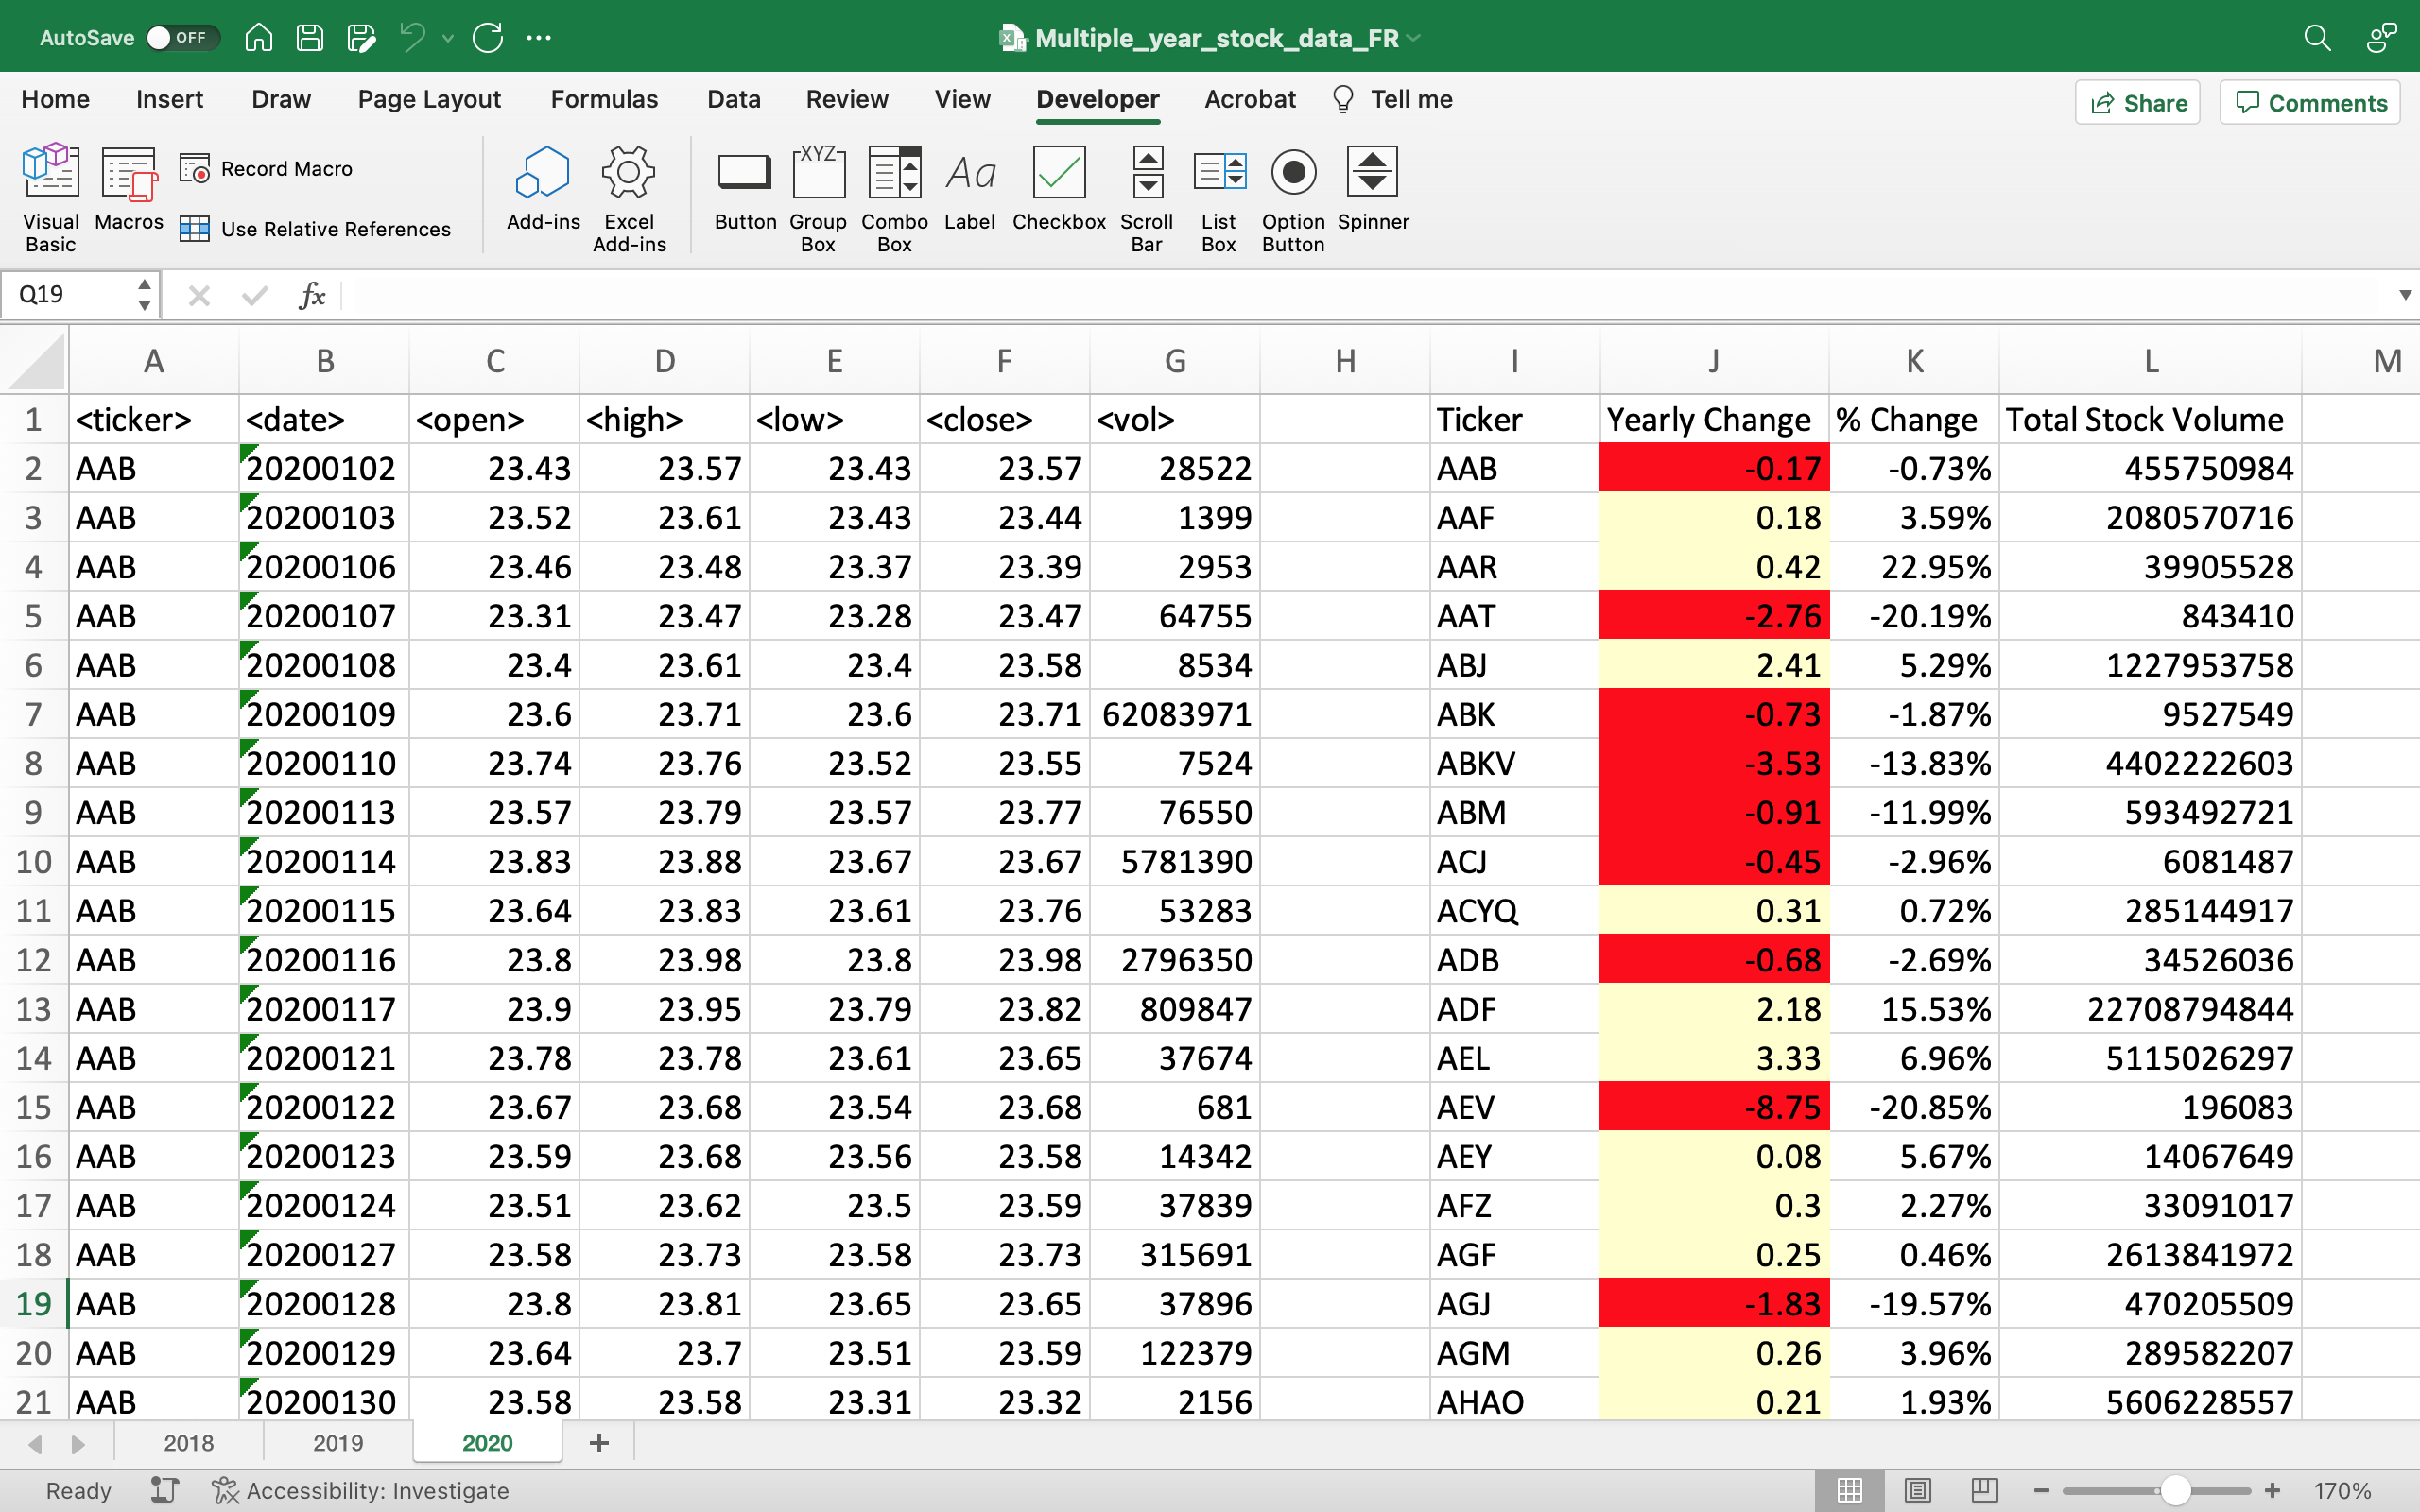 AutoSave OFF Multiple_year_stock_data_FR
Home Insert Draw Page Layout Formulas Data Review View Developer Acrobat Tell me Share Comments
Visual Basic Macros Record Macro Use Relative References Add-ins Excel Add-ins Button XYZ Group Box Combo Box Aa Label Checkbox Scroll Bar List Box Option Button Spinner
Q19 fx
A B C D E F G H I J K L M
1 <ticker> <date> <open> <high> <low> <close> <vol> Ticker Yearly Change % Change Total Stock Volume
2 AAB 20200102 23.43 23.57 23.43 23.57 28522 AAB -0.17 -0.73% 455750984
3 AAB 20200103 23.52 23.61 23.43 23.44 1399 AAF 0.18 3.59% 2080570716
4 AAB 20200106 23.46 23.48 23.37 23.39 2953 AAR 0.42 22.95% 39905528
5 AAB 20200107 23.31 23.47 23.28 23.47 64755 AAT -2.76 -20.19% 843410
6 AAB 20200108 23.4 23.61 23.4 23.58 8534 ABJ 2.41 5.29% 1227953758
7 AAB 20200109 23.6 23.71 23.6 23.71 62083971 ABK -0.73 -1.87% 9527549
8 AAB 20200110 23.74 23.76 23.52 23.55 7524 ABKV -3.53 -13.83% 4402222603
9 AAB 20200113 23.57 23.79 23.57 23.77 76550 ABM -0.91 -11.99% 593492721
10 AAB 20200114 23.83 23.88 23.67 23.67 5781390 ACJ -0.45 -2.96% 6081487
11 AAB 20200115 23.64 23.83 23.61 23.76 53283 ACYQ 0.31 0.72% 285144917
12 AAB 20200116 23.8 23.98 23.8 23.98 2796350 ADB -0.68 -2.69% 34526036
13 AAB 20200117 23.9 23.95 23.79 23.82 809847 ADF 2.18 15.53% 22708794844
14 AAB 20200121 23.78 23.78 23.61 23.65 37674 AEL 3.33 6.96% 5115026297
15 AAB 20200122 23.67 23.68 23.54 23.68 681 AEV -8.75 -20.85% 196083
16 AAB 20200123 23.59 23.68 23.56 23.58 14342 AEY 0.08 5.67% 14067649
17 AAB 20200124 23.51 23.62 23.5 23.59 37839 AFZ 0.3 2.27% 33091017
18 AAB 20200127 23.58 23.73 23.58 23.73 315691 AGF 0.25 0.46% 2613841972
19 AAB 20200128 23.8 23.81 23.65 23.65 37896 AGJ -1.83 -19.57% 470205509
20 AAB 20200129 23.64 23.7 23.51 23.59 122379 AGM 0.26 3.96% 289582207
21 AAB 20200130 23.58 23.58 23.31 23.32 2156 AHAO 0.21 1.93% 5606228557
2018 2019 2020
Ready Accessibility: Investigate 170%